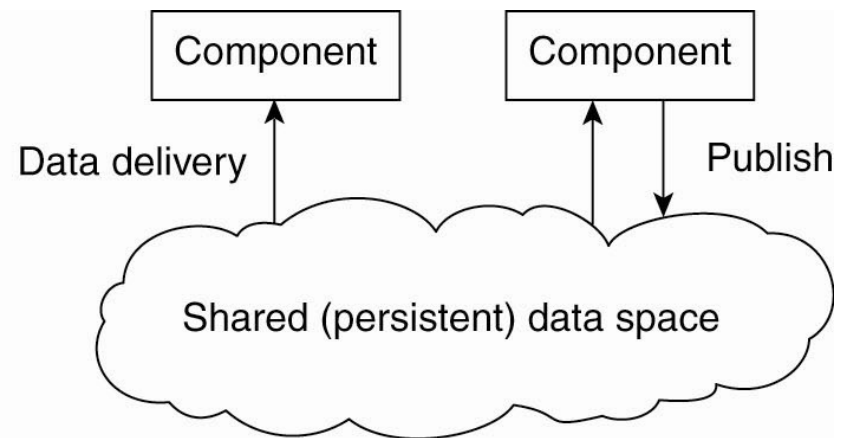 Component
Component
Data delivery
Publish
Shared (persistent) data space